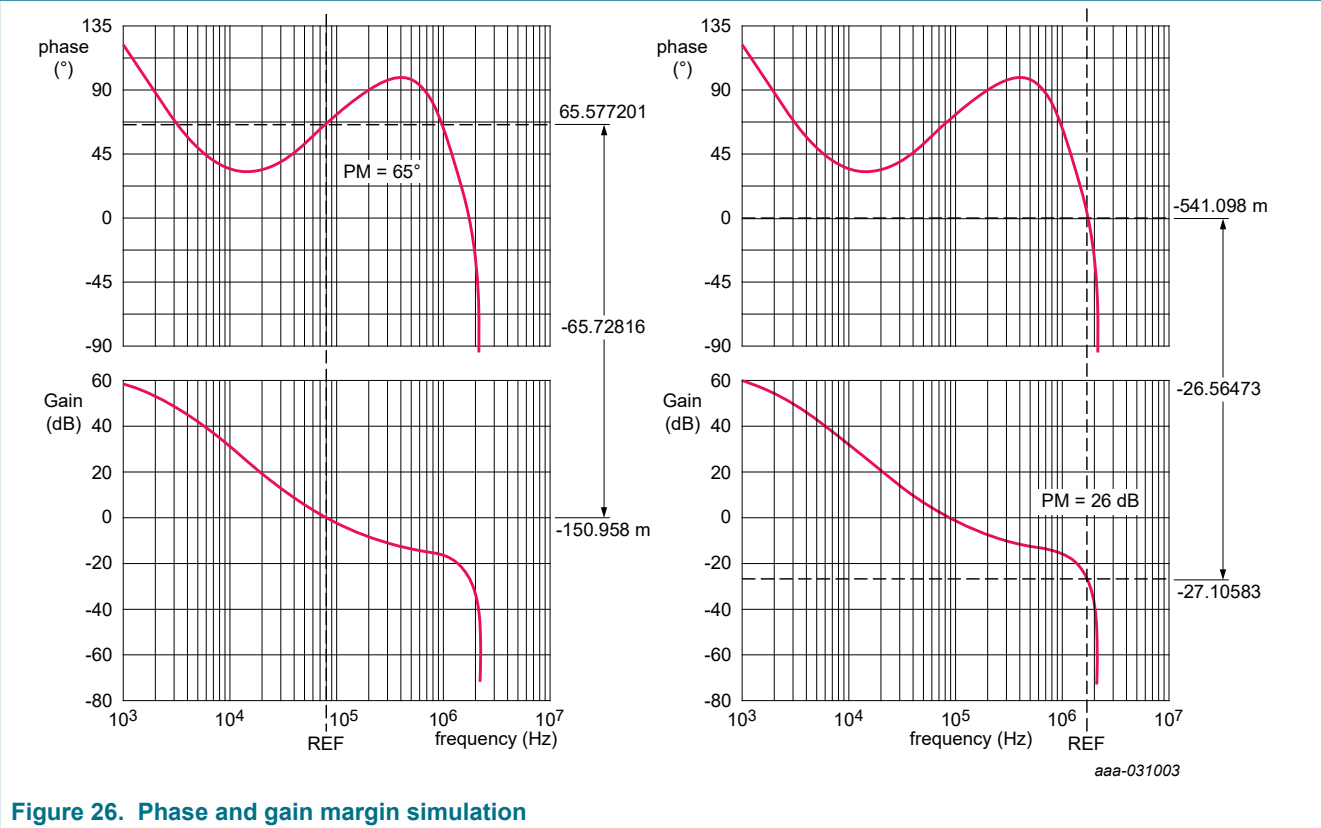 135
phase
(°)
90
45
0
-45
-90
PM = 65°
65.577201
-65.72816
60
Gain
(dB)
40
20
0
-20
-40
-60
-80
-150.958 m
10³ 10⁴ 10⁵ 10⁶ 10⁷
REF
frequency (Hz)
135
phase
(°)
90
45
0
-45
-90
-541.098 m
-26.56473
60
Gain
(dB)
40
20
0
-20
-40
-60
-80
PM = 26 dB
-27.10583
10³ 10⁴ 10⁵ 10⁶ 10⁷
frequency (Hz)
REF
aaa-031003
Figure 26. Phase and gain margin simulation